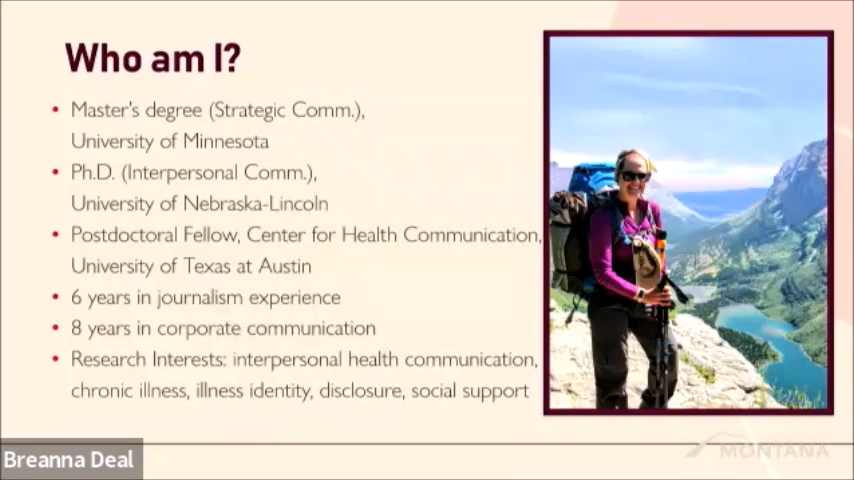 Who am I?
• Master's degree (Strategic Comm.),
University of Minnesota
• Ph.D. (Interpersonal Comm.),
University of Nebraska-Lincoln
• Postdoctoral Fellow, Center for Health Communication,
University of Texas at Austin
• 6 years in journalism experience
• 8 years in corporate communication
• Research Interests: interpersonal health communication,
chronic illness, illness identity, disclosure, social support
Breanna Deal
MONTANA